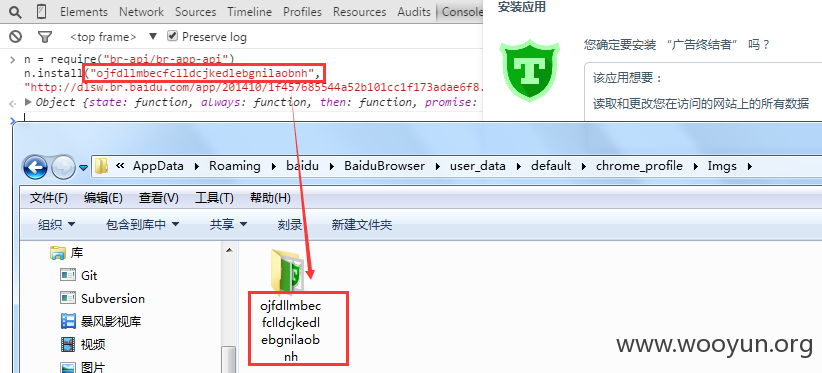 Elements Network Sources Timeline Profiles Resources Audits Console
<top frame> Preserve log
n = require("br-api/br-app-api")
n.install("ojfdllmbecfclldcjkedlebgnilaobnh",
"http://dlsw.br.baidu.com/app/201410/1f457685544a52b101cc1f173adae6f8.
Object {state: function, always: function, then: function, promise:
安装应用
您确定要安装 “广告终结者” 吗？
该应用想要：
读取和更改您在访问的网站上的所有数据
T
AppData Roaming baidu BaiduBrowser user_data default chrome_profile Imgs
文件(F) 编辑(E) 查看(V) 工具(T) 帮助(H)
组织 包含到库中 共享 刻录 新建文件夹
库
Git
Subversion
暴风影视库
视频
图片
ojfdllmbec
fclldcjkedl
ebgnilaob
nh
www.wooyun.org